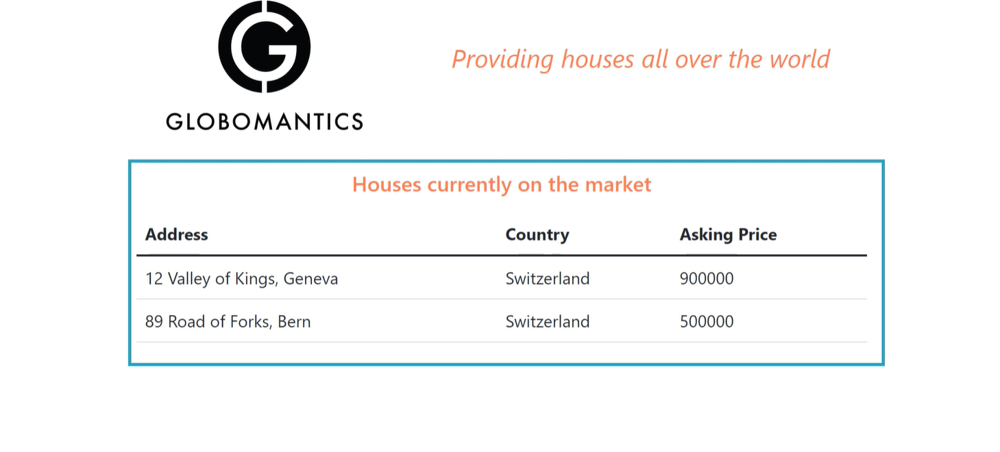 Providing houses all over the world
GLOBOMANTICS
Houses currently on the market
Address Country Asking Price
12 Valley of Kings, Geneva Switzerland 900000
89 Road of Forks, Bern Switzerland 500000